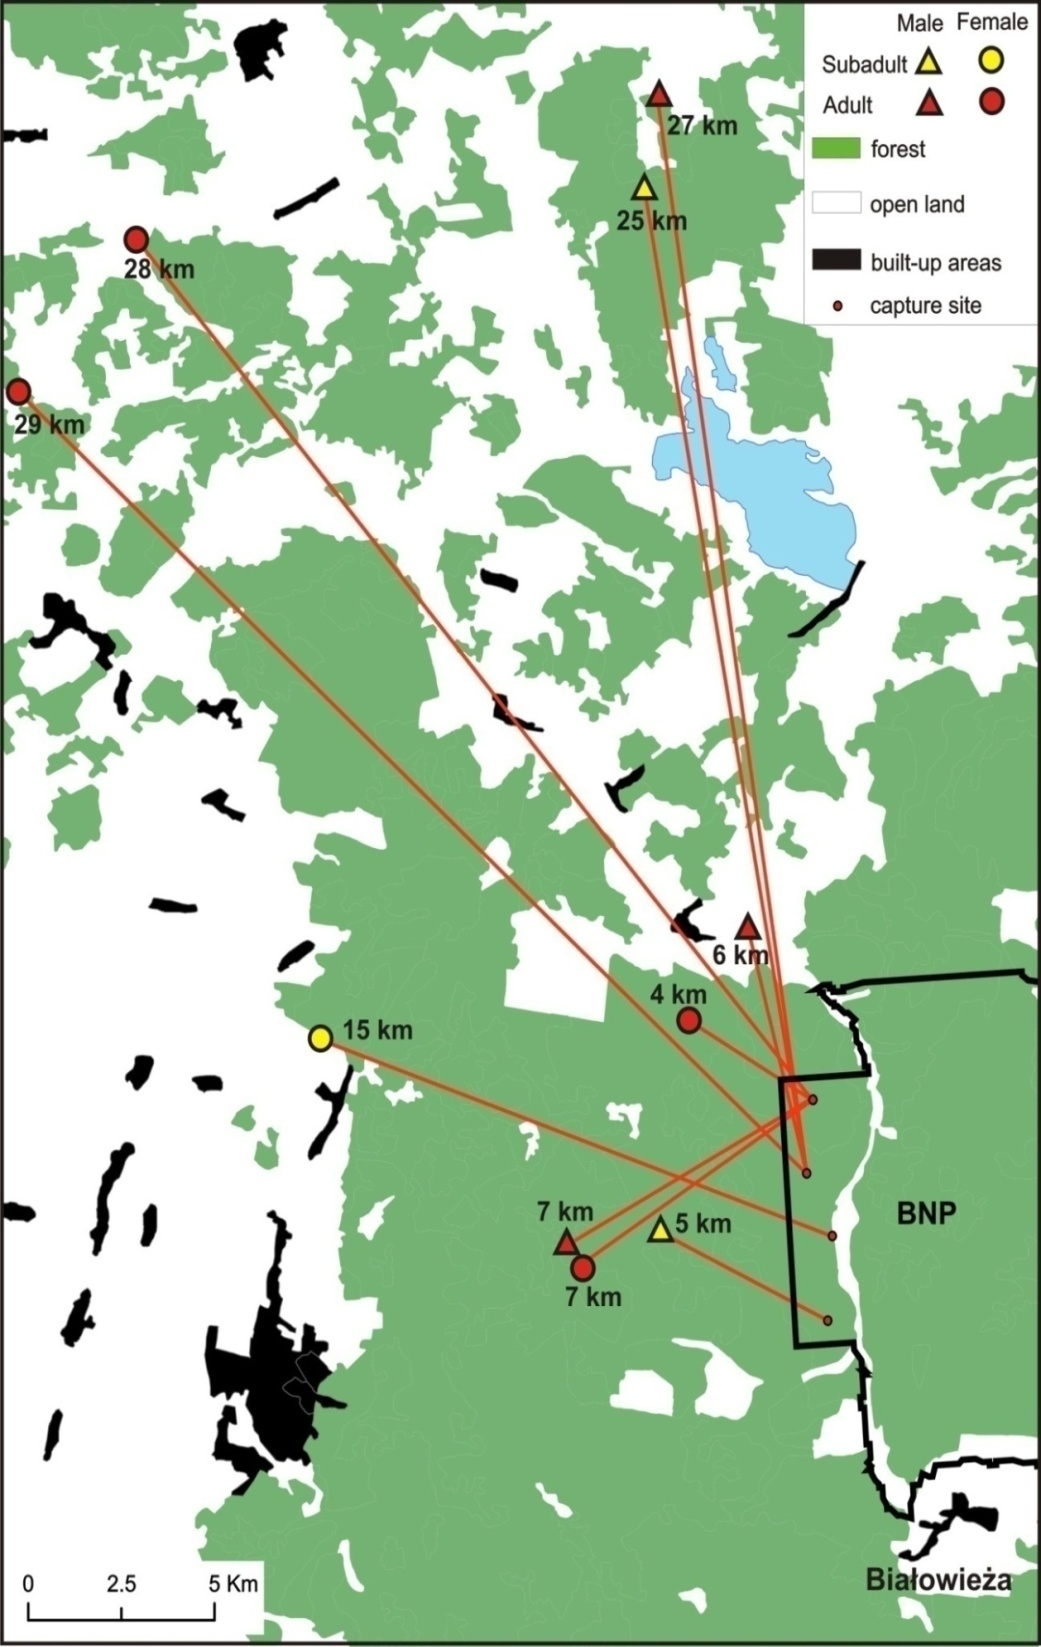 Male Female
Subadult
Adult
forest
open land
built-up areas
capture site
27 km
25 km
28 km
29 km
6 km
4 km
15 km
7 km
5 km
7 km
BNP
0 2.5 5 Km
Białowieża